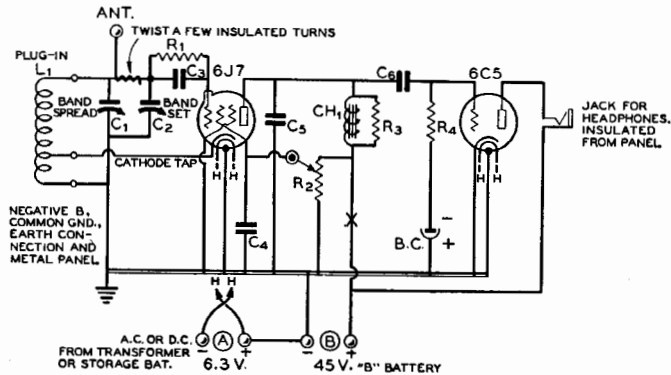 ANT.
TWIST A FEW INSULATED TURNS
PLUG-IN
L1
R1
C3
6J7
C6
6C5
BAND SPREAD
C1
BAND SET
C2
C5
CH1
R3
R4
JACK FOR
HEADPHONES.
INSULATED
FROM PANEL.
CATHODE TAP
H H
R2
H H
NEGATIVE B,
COMMON GND.,
EARTH CON-
NECTION AND
METAL PANEL
C4
B.C.
-
+
H H
A.C. OR D.C.
FROM TRANSFORMER
OR STORAGE BAT.
- A +
6.3 V.
- B +
45 V. "B" BATTERY